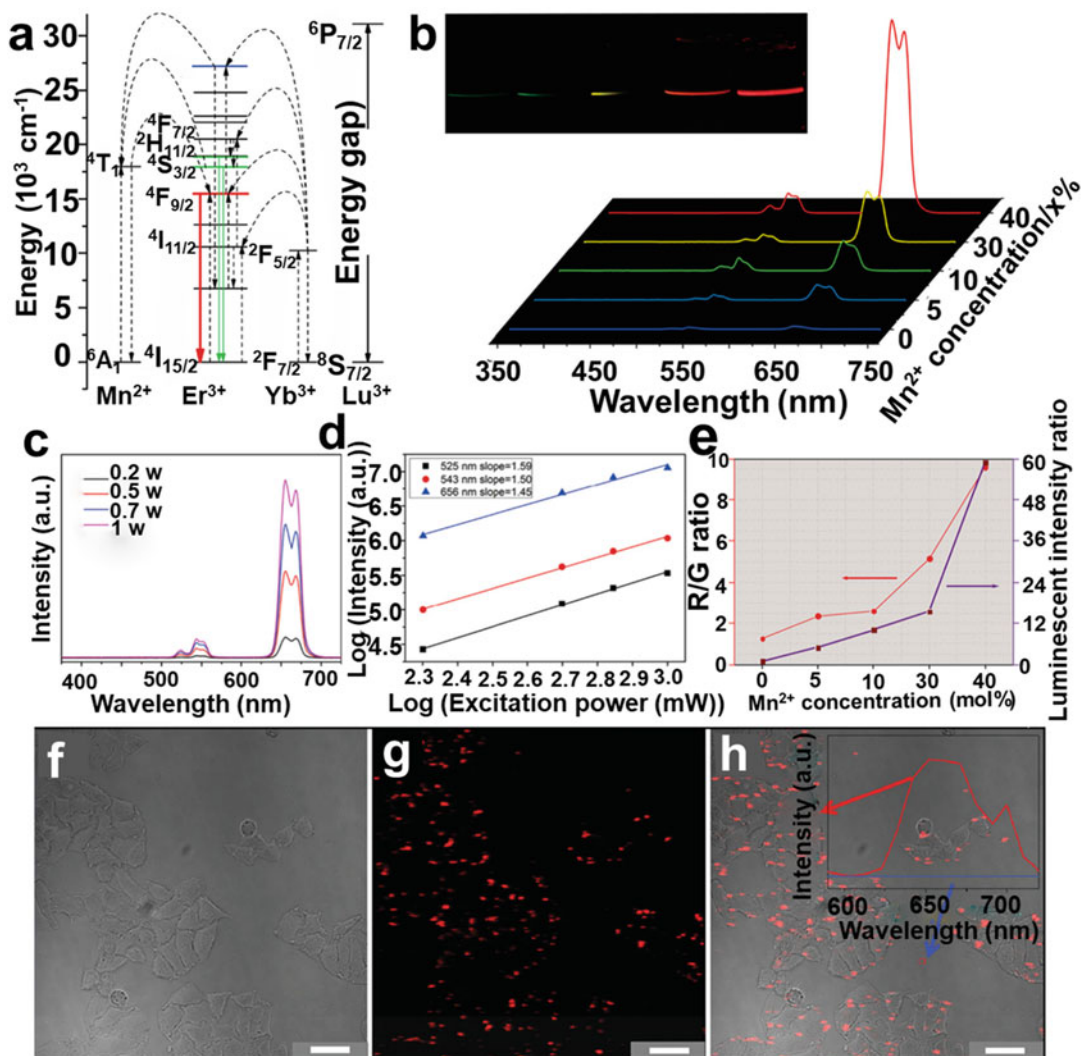 a
Energy (10³ cm⁻¹)
30
25
20
15
10
5
0
⁶P₇/₂
⁴F₇/₂
²H₁₁/₂
⁴T₁
⁴S₃/₂
⁴F₉/₂
⁴I₁₁/₂
²F₅/₂
Energy gap
⁶A₁
⁴I₁₅/₂
²F₇/₂
⁸S₇/₂
Mn²⁺
Er³⁺
Yb³⁺
Lu³⁺
b
40
30
10
5
0
Mn²⁺ concentration/x%
350
450
550
650
750
Wavelength (nm)
c
Intensity (a.u.)
0.2 w
0.5 w
0.7 w
1 w
400
500
600
700
Wavelength (nm)
d
Log (Intensity (a.u.))
7.0
6.5
6.0
5.5
5.0
4.5
525 nm slope=1.59
543 nm slope=1.50
656 nm slope=1.45
2.3
2.4
2.5
2.6
2.7
2.8
2.9
3.0
Log (Excitation power (mW))
e
R/G ratio
10
8
6
4
2
0
60
48
36
24
12
0
Luminescent intensity ratio
0
5
10
30
40
Mn²⁺ concentration (mol%)
f
g
h
Intensity (a.u.)
600
650
700
Wavelength (nm)